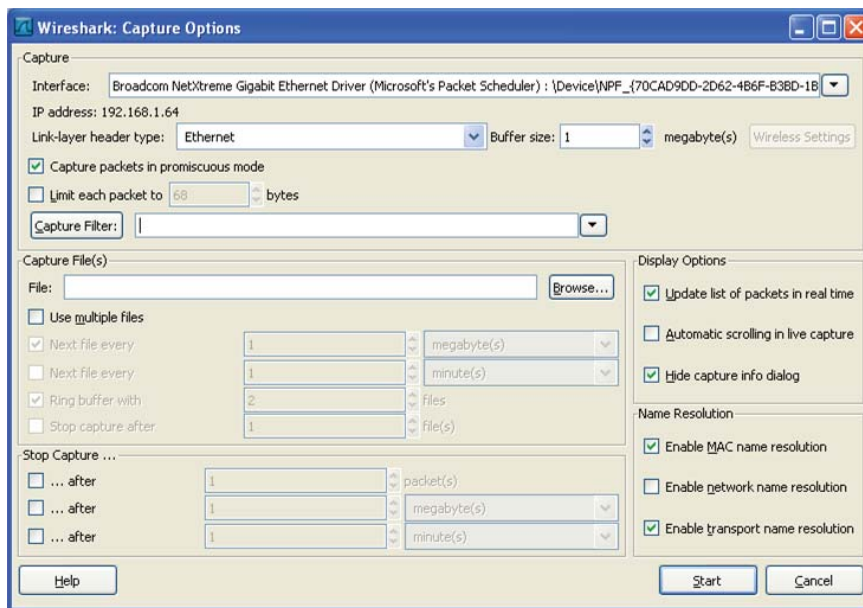 Wireshark: Capture Options
Capture
Interface: Broadcom NetXtreme Gigabit Ethernet Driver (Microsoft's Packet Scheduler) : \Device\NPF_{70CAD9DD-2D62-4B6F-B3BD-1B
IP address: 192.168.1.64
Link-layer header type: Ethernet Buffer size: 1 megabyte(s) Wireless Settings
Capture packets in promiscuous mode
Limit each packet to 68 bytes
Capture Filter:
Capture File(s)
File: Browse...
Use multiple files
Next file every 1 megabyte(s)
Next file every 1 minute(s)
Ring buffer with 2 files
Stop capture after 1 file(s)
Stop Capture ...
... after 1 packet(s)
... after 1 megabyte(s)
... after 1 minute(s)
Display Options
Update list of packets in real time
Automatic scrolling in live capture
Hide capture info dialog
Name Resolution
Enable MAC name resolution
Enable network name resolution
Enable transport name resolution
Help Start Cancel